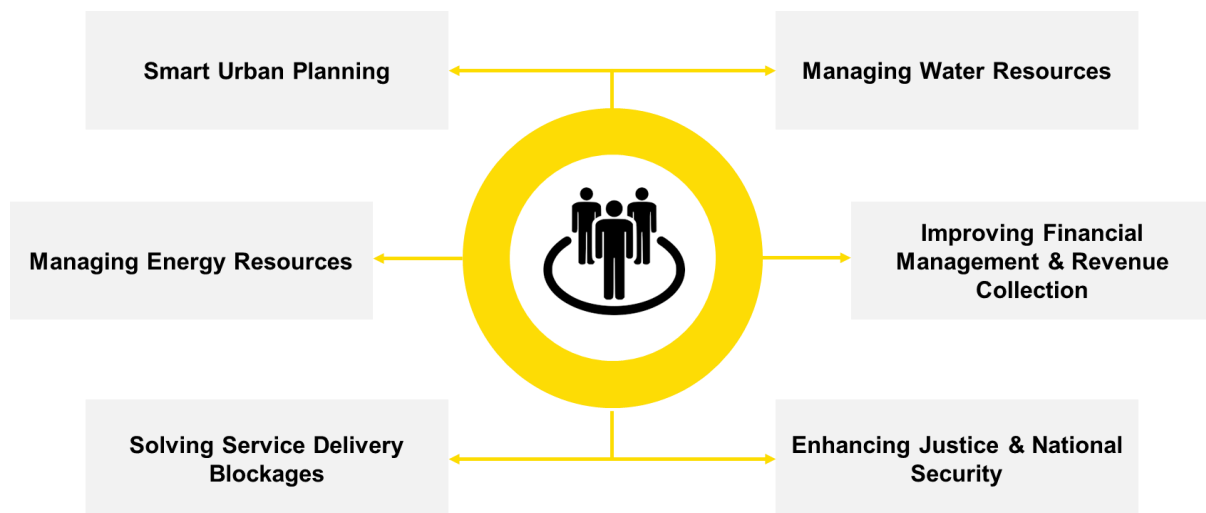 Smart Urban Planning
Managing Water Resources
Managing Energy Resources
Improving Financial
Management & Revenue
Collection
Solving Service Delivery
Blockages
Enhancing Justice & National
Security